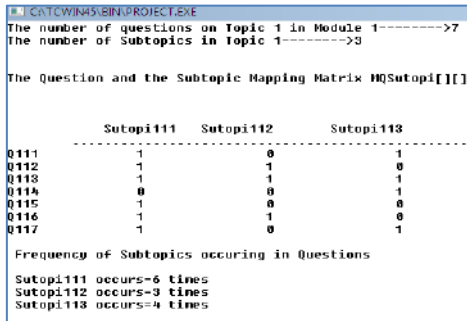 C:\TCWIN45\BIN\PROJECT.EXE
The number of questions on Topic 1 in Module 1-------->7
The number of Subtopics in Topic 1-------->3
The Question and the Subtopic Mapping Matrix MQSutopi[][]
Sutopi111 Sutopi112 Sutopi113
Q111 1 0 1
Q112 1 1 0
Q113 1 1 1
Q114 0 0 1
Q115 1 0 0
Q116 1 1 0
Q117 1 0 1
Frequency of Subtopics occuring in Questions
Sutopi111 occurs=6 times
Sutopi112 occurs=3 times
Sutopi113 occurs=4 times